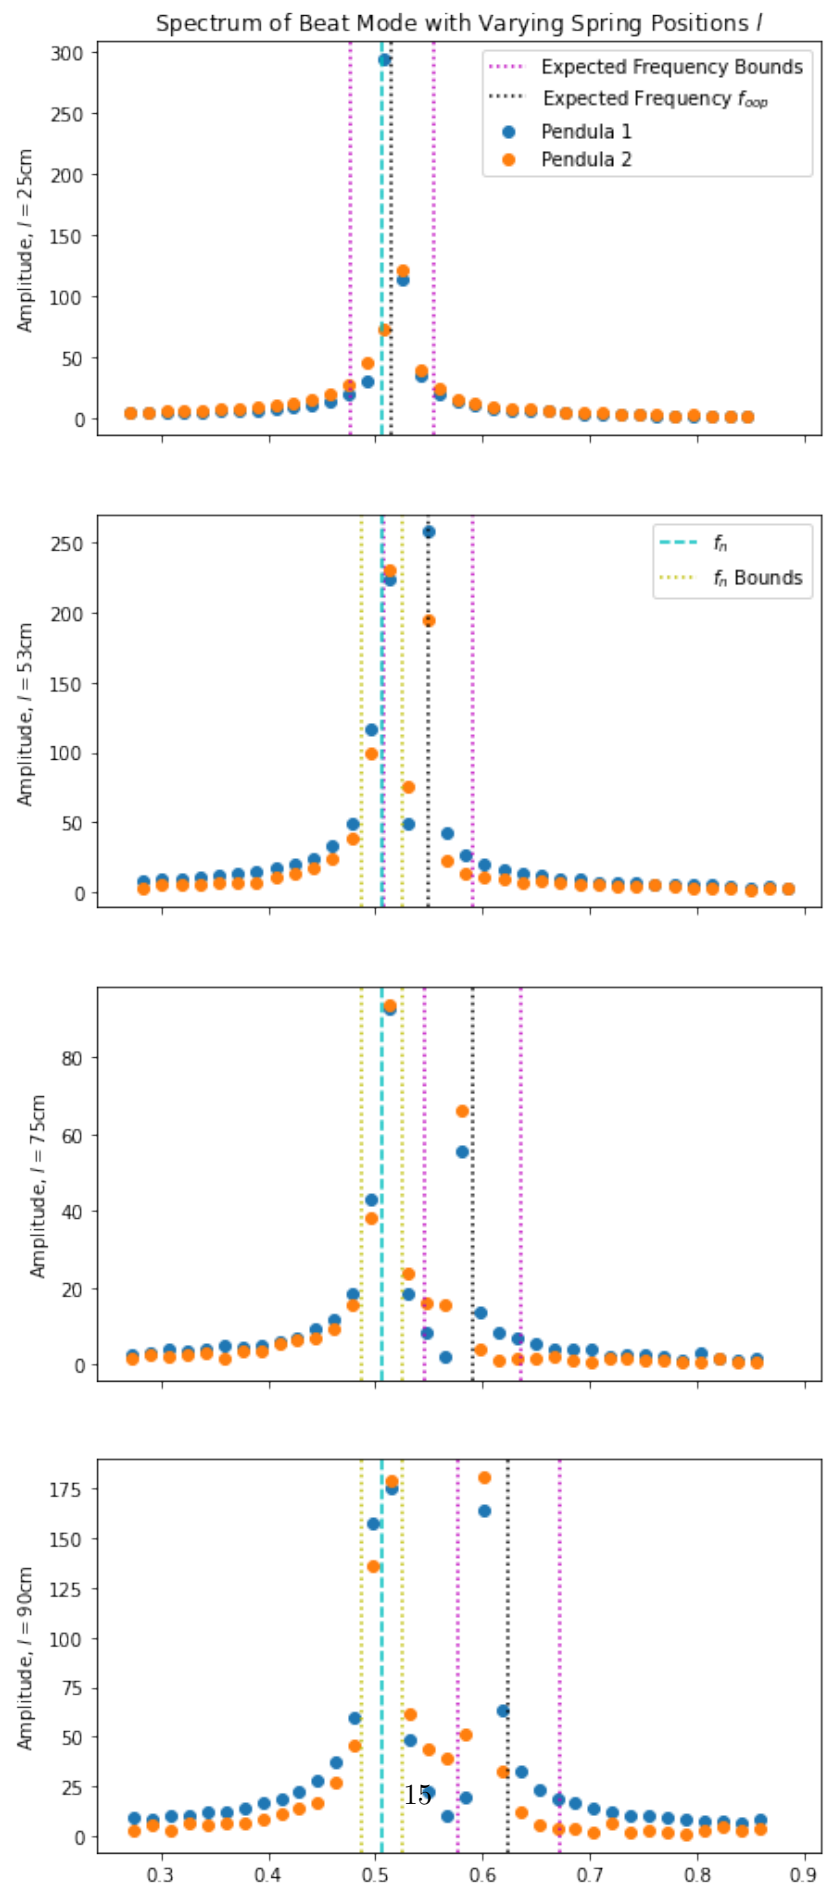 Spectrum of Beat Mode with Varying Spring Positions l
Amplitude, l = 25cm
300
250
200
150
100
50
0
Expected Frequency Bounds
Expected Frequency f_oop
Pendula 1
Pendula 2
Amplitude, l = 53cm
250
200
150
100
50
0
f_n
f_n Bounds
Amplitude, l = 75cm
80
60
40
20
0
Amplitude, l = 90cm
175
150
125
100
75
50
25
0
15
0.3 0.4 0.5 0.6 0.7 0.8 0.9